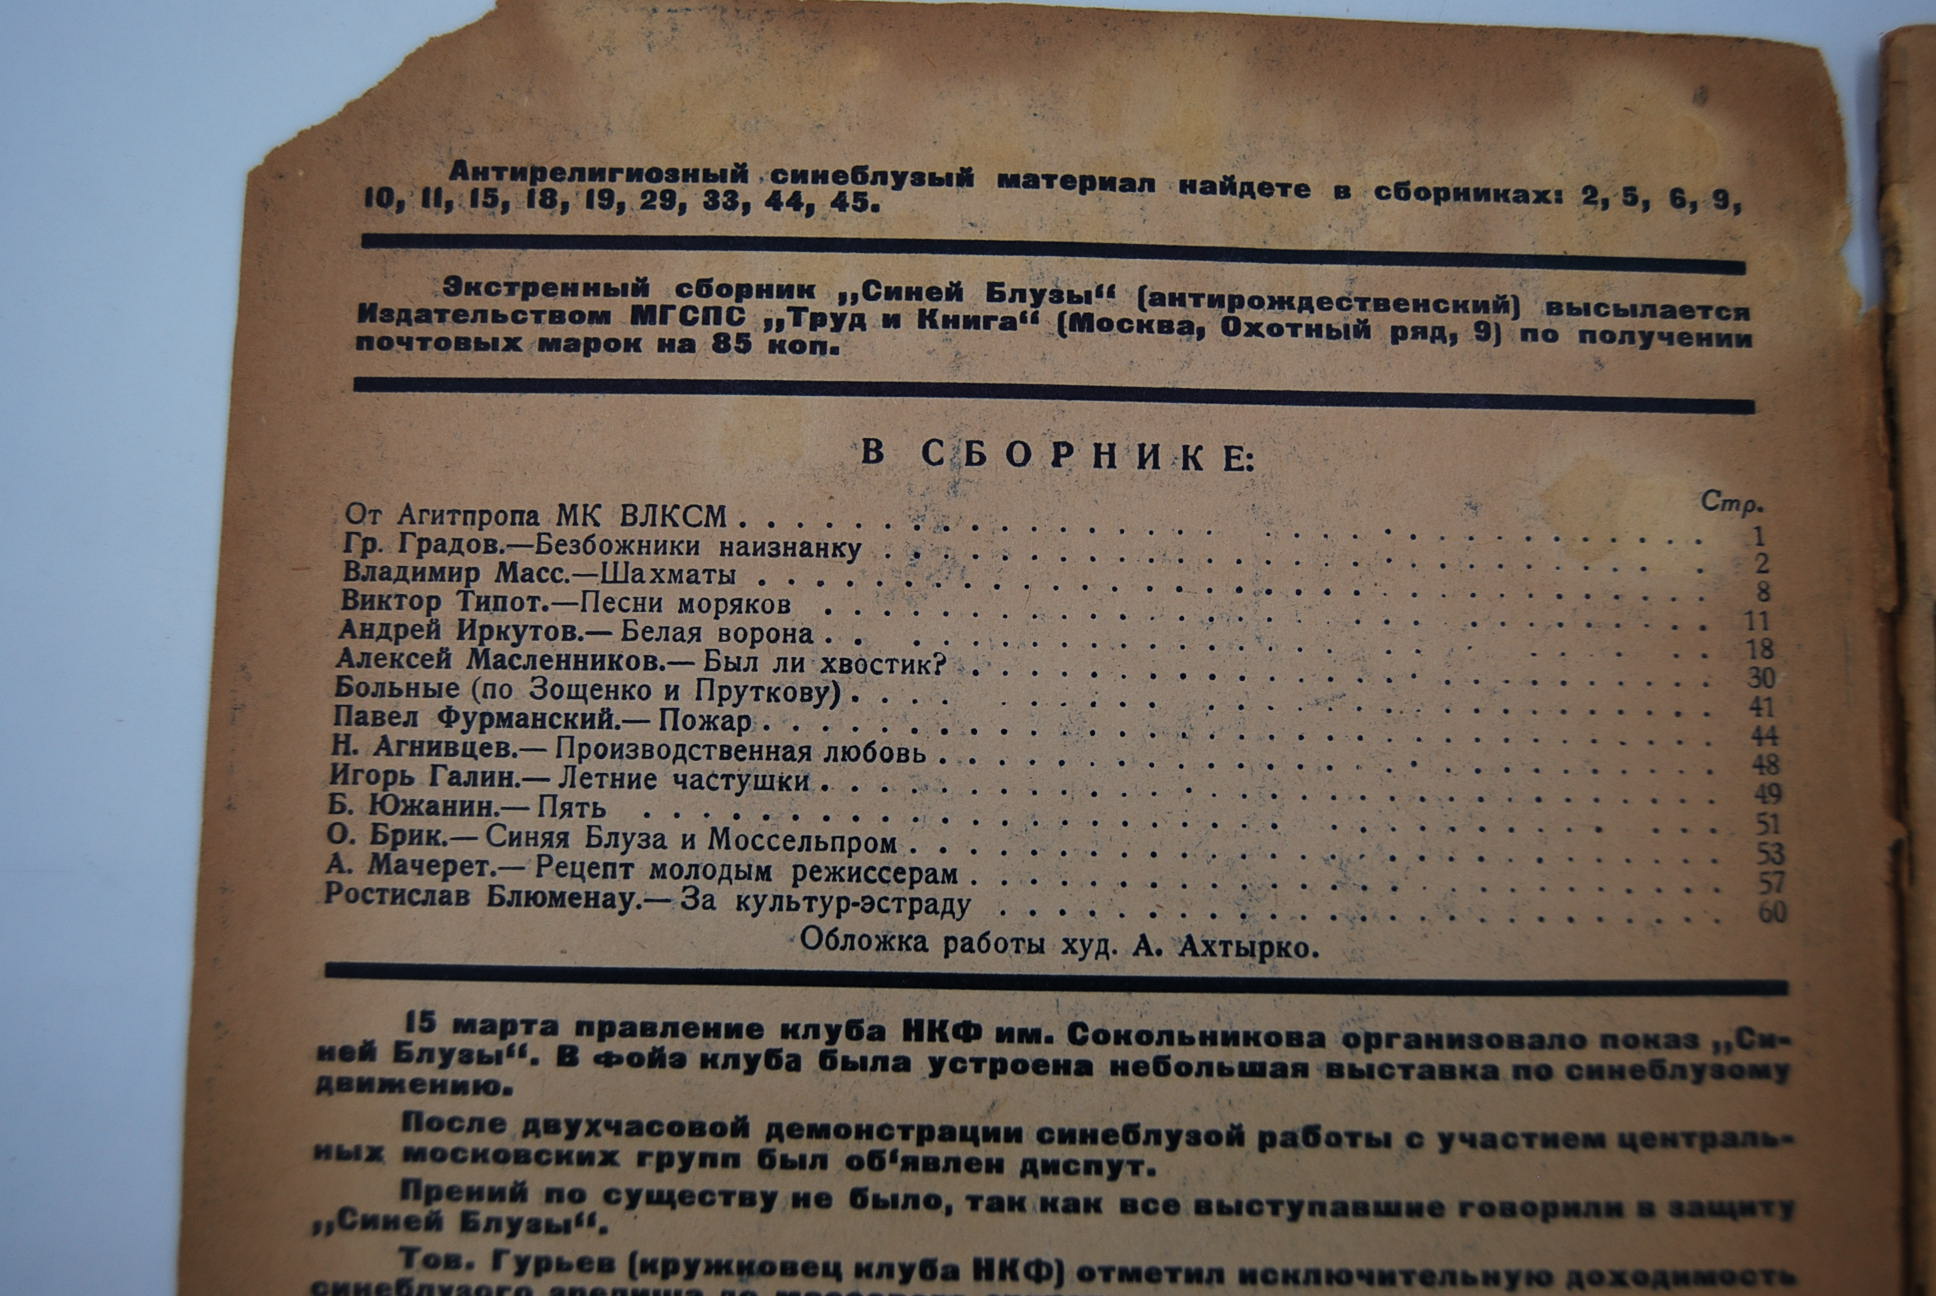 Антирелигиозный синеблузый материал найдете в сборниках: 2, 5, 6, 9,
10, 11, 15, 18, 19, 29, 33, 44, 45.
Экстренный сборник „Синей Блузы“ (антирождественский) высылается
Издательством МГСПС „Труд и Книга“ (Москва, Охотный ряд, 9) по получении
почтовых марок на 85 коп.
В СБОРНИКЕ:
Стр.
От Агитпропа МК ВЛКСМ . . . . 1
Гр. Градов.—Безбожники наизнанку . . . . 2
Владимир Масс.—Шахматы . . . . 8
Виктор Типот.—Песни моряков . . . . 11
Андрей Иркутов.— Белая ворона . . . . 18
Алексей Масленников.— Был ли хвостик? . . . . 30
Больные (по Зощенко и Пруткову) . . . . 41
Павел Фурманский.— Пожар . . . . 44
Н. Агнивцев.— Производственная любовь . . . . 48
Игорь Галин.— Летние частушки . . . . 49
Б. Южанин.— Пять . . . . 51
О. Брик.— Синяя Блуза и Моссельпром . . . . 53
А. Мачерет.— Рецепт молодым режиссерам . . . . 57
Ростислав Блюменау.— За культур-эстраду . . . . 60
Обложка работы худ. А. Ахтырко.
15 марта правление клуба НКФ им. Сокольникова организовало показ „Си-
ней Блузы“. В фойэ клуба была устроена небольшая выставка по синеблузому
движению.
После двухчасовой демонстрации синеблузой работы с участием централь-
ных московских групп был об‘явлен диспут.
Прений по существу не было, так как все выступавшие говорили в защиту
„Синей Блузы“.
Тов. Гурьев (кружковец клуба НКФ) отметил исключительную доходимость
синеблузого зрелища до